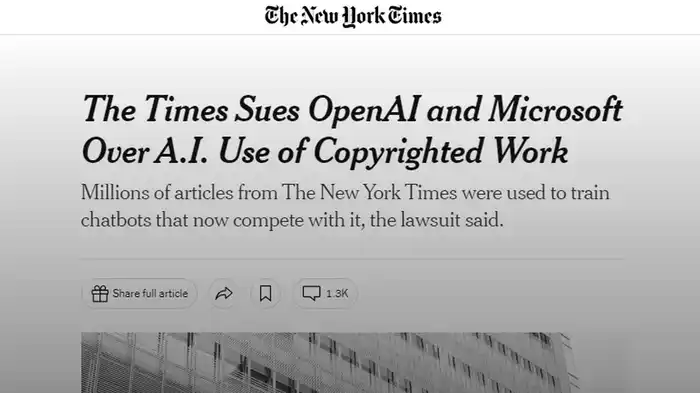 The New York Times
The Times Sues OpenAI and Microsoft
Over A.I. Use of Copyrighted Work
Millions of articles from The New York Times were used to train
chatbots that now compete with it, the lawsuit said.
Share full article
1.3K